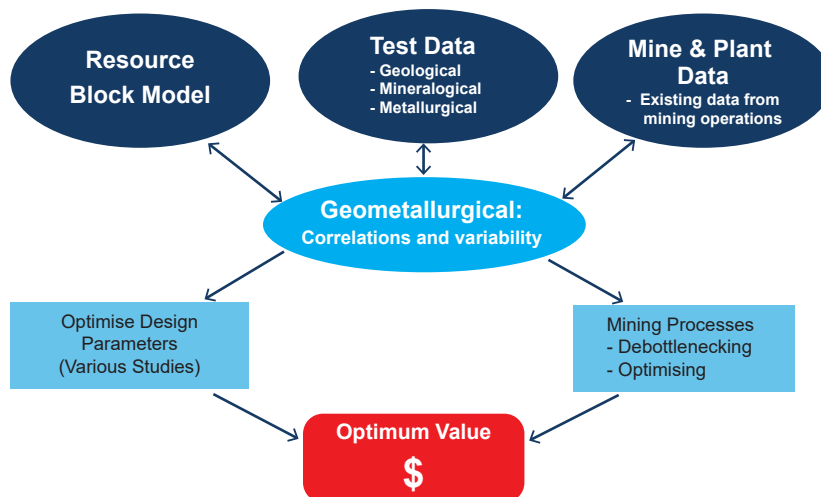 Resource
Block Model
Test Data
- Geological
- Mineralogical
- Metallurgical
Mine & Plant
Data
- Existing data from
mining operations
Geometallurgical:
Correlations and variability
Optimise Design
Parameters
(Various Studies)
Mining Processes
- Debottlenecking
- Optimising
Optimum Value
$